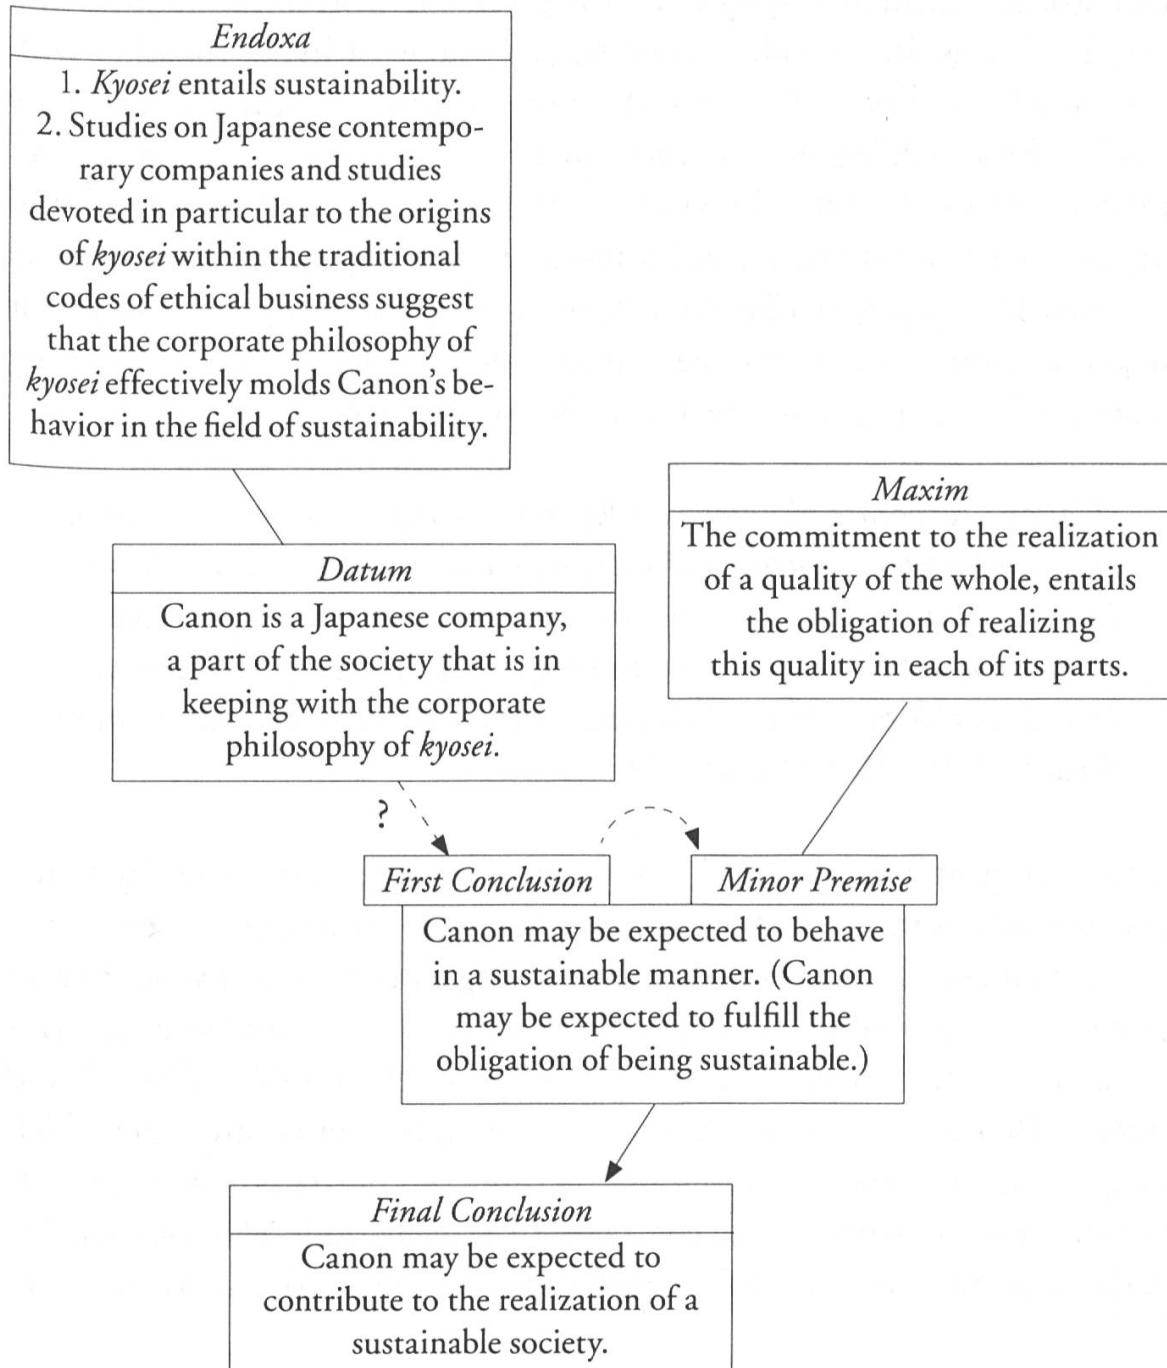 Endoxa
1. Kyosei entails sustainability.
2. Studies on Japanese contempo-
rary companies and studies
devoted in particular to the origins
of kyosei within the traditional
codes of ethical business suggest
that the corporate philosophy of
kyosei effectively molds Canon's be-
havior in the field of sustainability.
Maxim
The commitment to the realization
of a quality of the whole, entails
the obligation of realizing
this quality in each of its parts.
Datum
Canon is a Japanese company,
a part of the society that is in
keeping with the corporate
philosophy of kyosei.
?
First Conclusion
Minor Premise
Canon may be expected to behave
in a sustainable manner. (Canon
may be expected to fulfill the
obligation of being sustainable.)
Final Conclusion
Canon may be expected to
contribute to the realization of a
sustainable society.